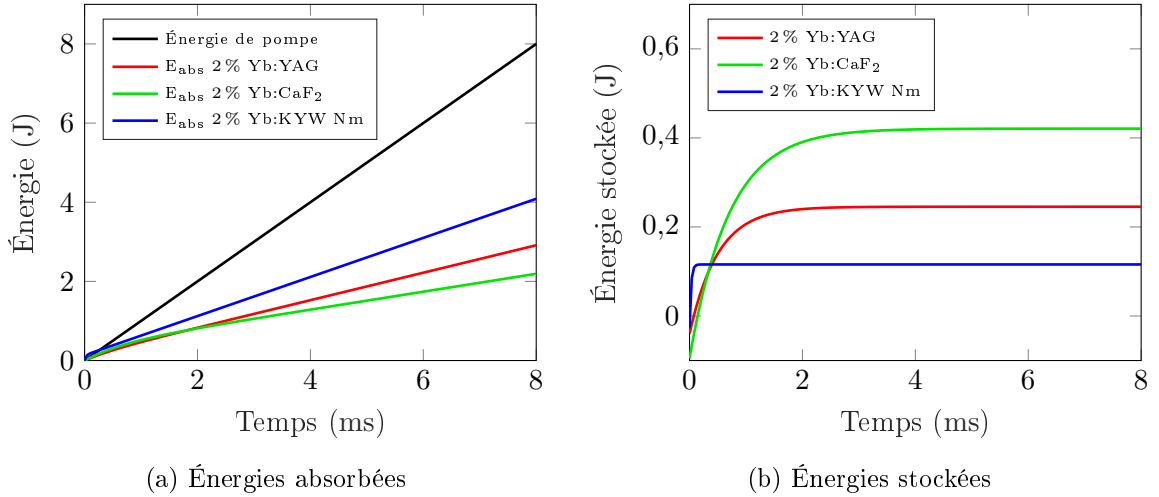 Énergie de pompe
E_abs 2 % Yb:YAG
E_abs 2 % Yb:CaF₂
E_abs 2 % Yb:KYW Nm
8
6
4
2
0
0 2 4 6 8
Énergie (J)
Temps (ms)
(a) Énergies absorbées
2 % Yb:YAG
2 % Yb:CaF₂
2 % Yb:KYW Nm
0,6
0,4
0,2
0
0 2 4 6 8
Énergie stockée (J)
Temps (ms)
(b) Énergies stockées